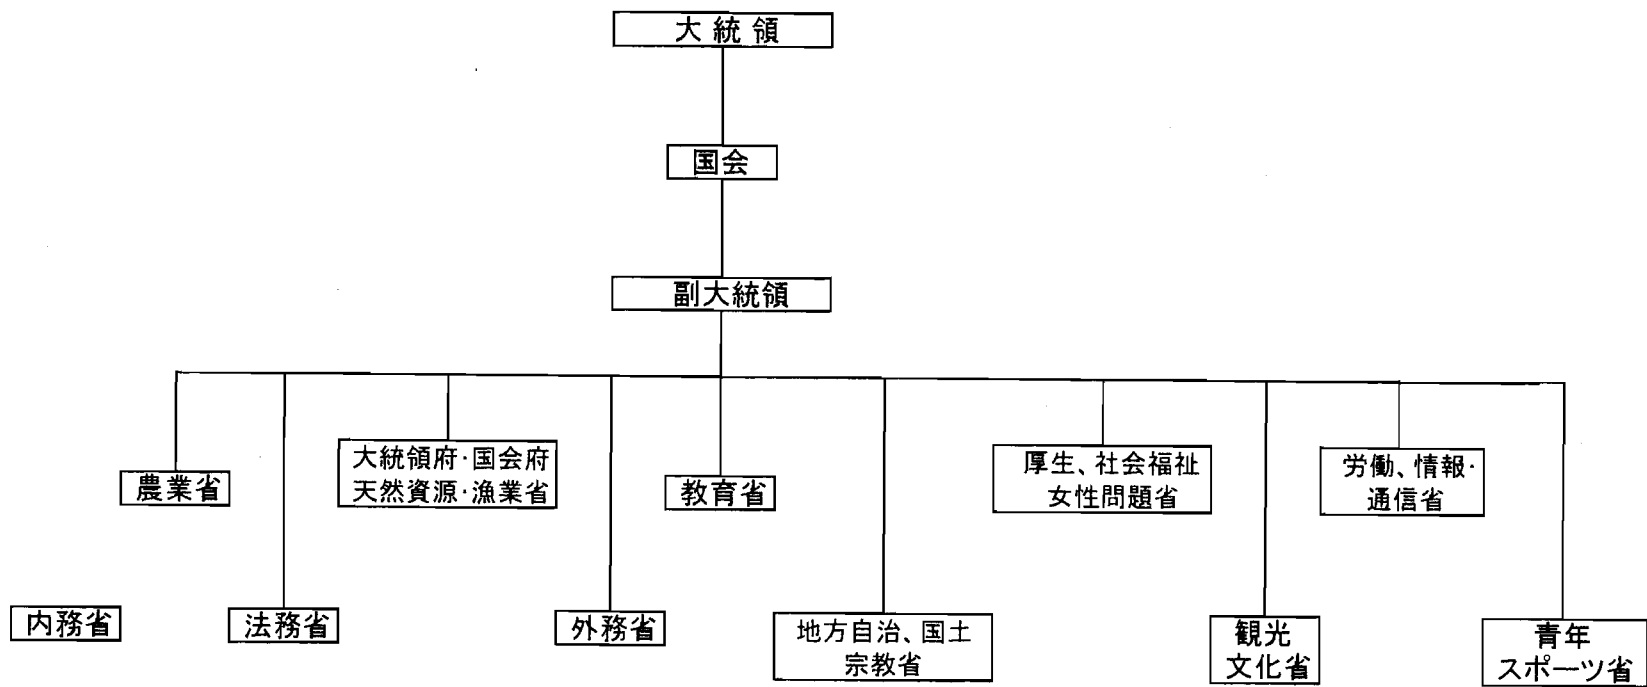 大統領
国会
副大統領
農業省
大統領府・国会府
天然資源・漁業省
教育省
厚生、社会福祉
女性問題省
労働、情報・
通信省
内務省
法務省
外務省
地方自治、国土
宗教省
観光
文化省
青年
スポーツ省